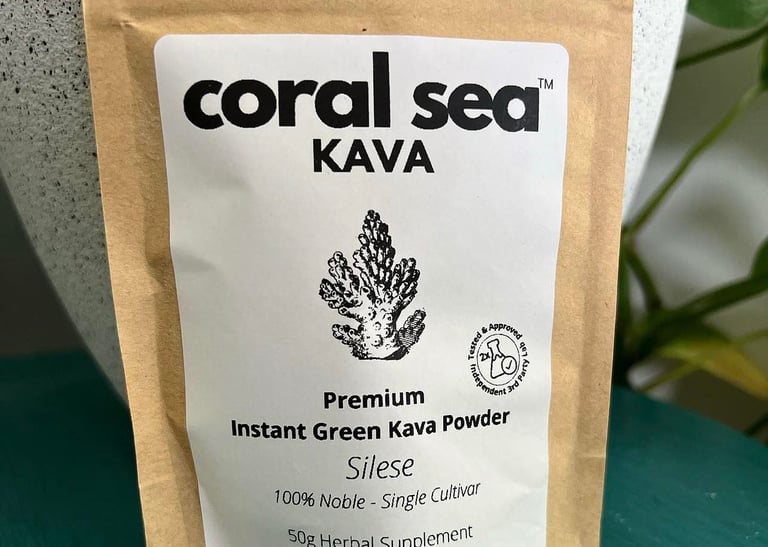 coral sea™
KAVA
Tested & Approved
2x
Independent 3rd Party Lab
Premium
Instant Green Kava Powder
Silese
100% Noble - Single Cultivar
50g Herbal Supplement